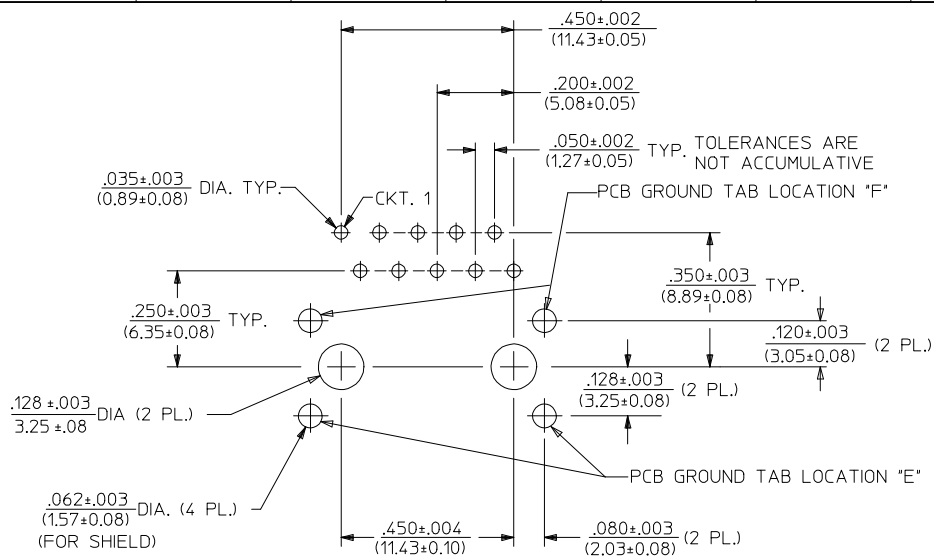 .450±.002
(11.43±0.05)
.200±.002
(5.08±0.05)
.050±.002
(1.27±0.05)
TYP.
TOLERANCES ARE
NOT ACCUMULATIVE
.035±.003
(0.89±0.08)
DIA. TYP.
CKT. 1
PCB GROUND TAB LOCATION "F"
.350±.003
(8.89±0.08)
TYP.
.250±.003
(6.35±0.08)
TYP.
.120±.003
(3.05±0.08)
(2 PL.)
.128±.003
(3.25±0.08)
(2 PL.)
.128 ±.003
3.25 ±.08
DIA (2 PL.)
PCB GROUND TAB LOCATION "E"
.062±.003
(1.57±0.08)
DIA. (4 PL.)
(FOR SHIELD)
.450±.004
(11.43±0.10)
.080±.003
(2.03±0.08)
(2 PL.)